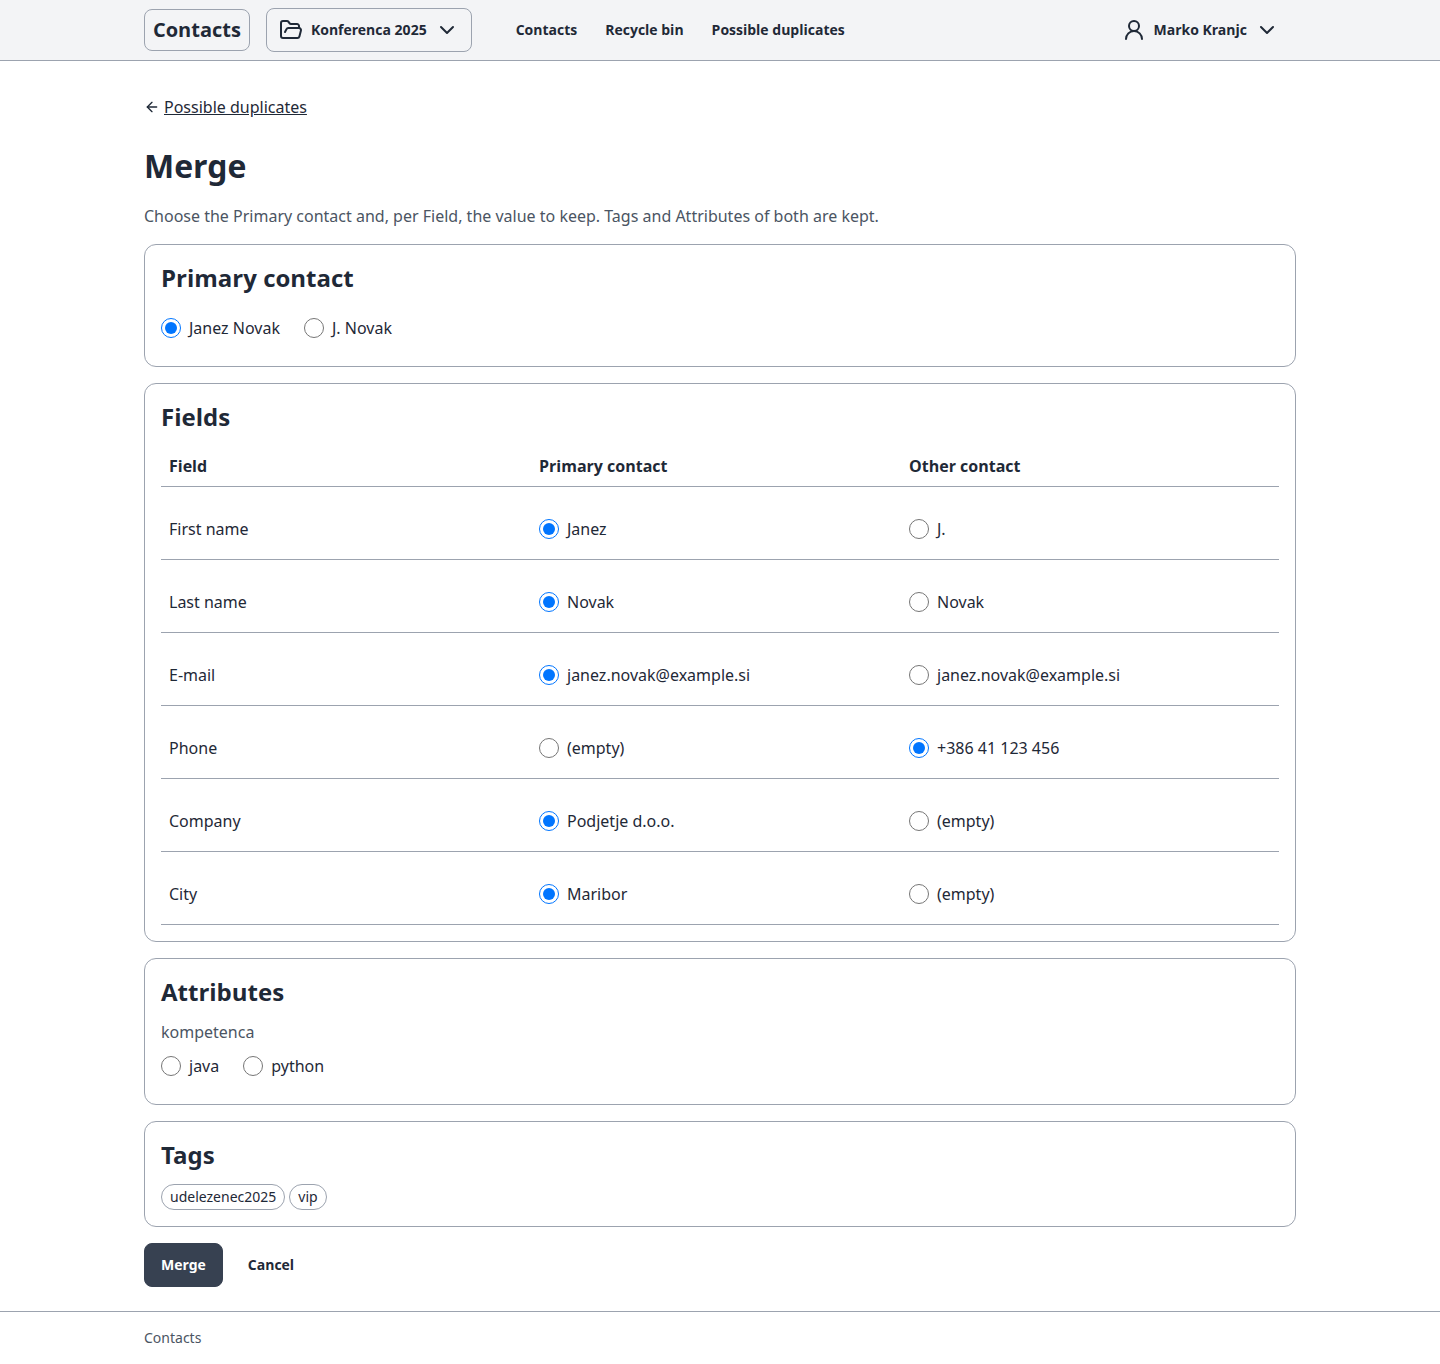 Contacts Konferenca 2025 Contacts Recycle bin Possible duplicates Marko Kranjc
Possible duplicates
Merge
Choose the Primary contact and, per Field, the value to keep. Tags and Attributes of both are kept.
Primary contact
Janez Novak J. Novak
Fields
Field Primary contact Other contact
First name Janez J.
Last name Novak Novak
E-mail janez.novak@example.si janez.novak@example.si
Phone (empty) +386 41 123 456
Company Podjetje d.o.o. (empty)
City Maribor (empty)
Attributes
kompetenca
java python
Tags
udelezenec2025 vip
Merge Cancel
Contacts